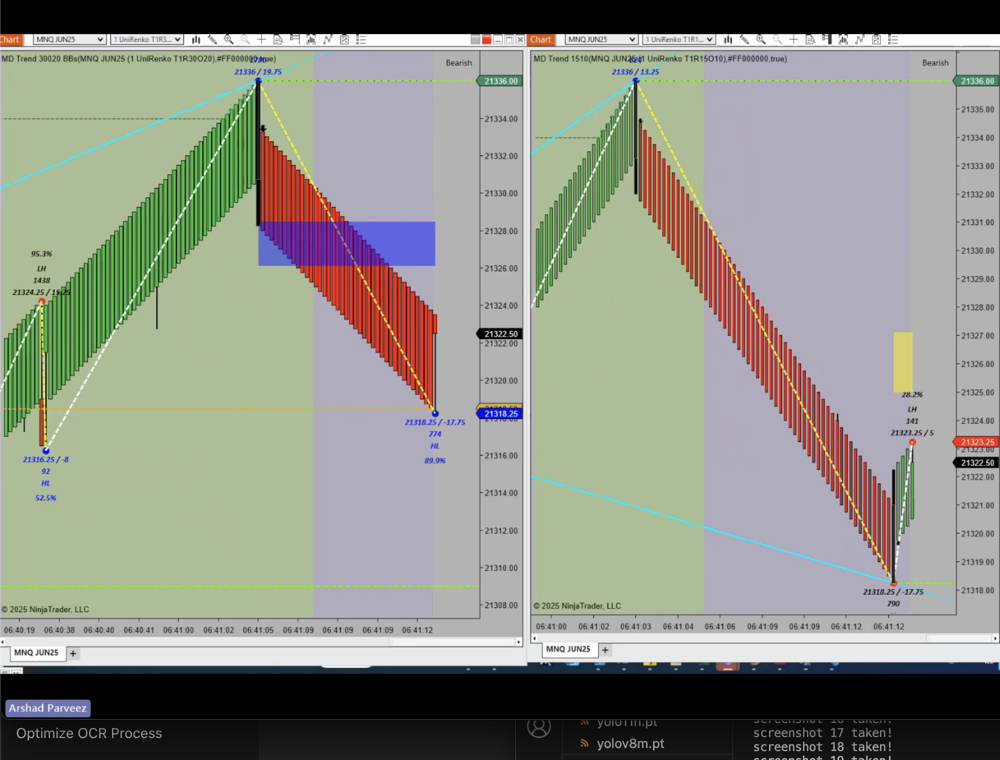 Chart
MNQ JUN25
1 UniRenko T1R3...
MD Trend 30020 BBs(MNQ JUN25 (1 UniRenko T1R30O20),#FF000000,true)
21336 / 19.75
Bearish
21336.00
21334.00
21332.00
21330.00
21328.00
21326.00
21324.00
21322.50
21320.00
21318.25
21316.00
21314.00
21312.00
21310.00
21308.00
95.3%
LH
1438
21324.25 / 15.25
21316.25 / -8
92
HL
52.5%
21318.25 / -17.75
774
HL
89.9%
© 2025 NinjaTrader, LLC
06:40:19
06:40:38
06:40:40
06:40:41
06:41:00
06:41:02
06:41:05
06:41:09
06:41:09
06:41:09
06:41:12
MNQ JUN25
+
Chart
MNQ JUN25
1 UniRenko T1R1...
MD Trend 1510(MNQ JUN25 (1 UniRenko T1R15O10),#FF000000,true)
21336 / 13.25
Bearish
21336.00
21335.00
21334.00
21333.00
21332.00
21331.00
21330.00
21329.00
21328.00
21327.00
21326.00
21325.00
21324.00
21323.25
21322.50
21322.00
21321.00
21320.00
21319.00
21318.00
28.2%
LH
141
21323.25 / 5
21318.25 / -17.75
790
© 2025 NinjaTrader, LLC
06:41:00
06:41:02
06:41:03
06:41:04
06:41:06
06:41:09
06:41:09
06:41:12
MNQ JUN25
+
Arshad Parveez
Optimize OCR Process
yolo11n.pt
yolov8m.pt
screenshot 16 taken!
screenshot 17 taken!
screenshot 18 taken!
screenshot 19 taken!